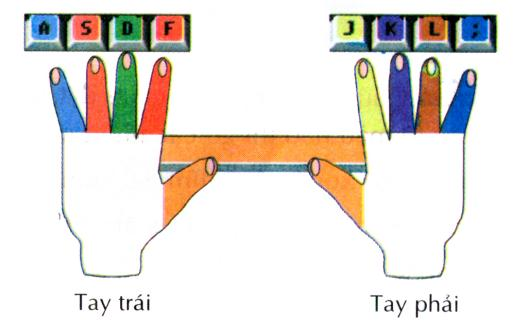 A S D F J K L ;
Tay trái Tay phải